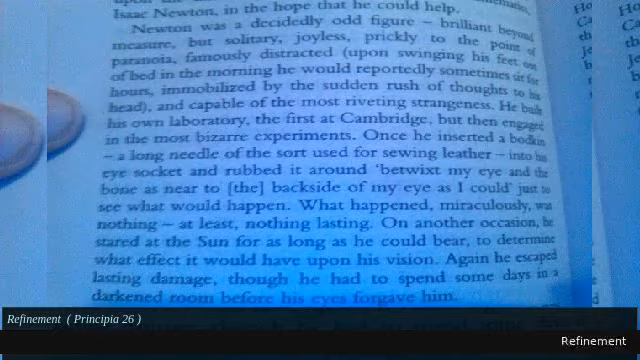 Isaac Newton, in the hope that he could help.
Newton was a decidedly odd figure – brilliant beyond
measure, but solitary, joyless, prickly to the point of
paranoia, famously distracted (upon swinging his feet out
of bed in the morning he would reportedly sometimes sit for
hours, immobilized by the sudden rush of thoughts to his
head), and capable of the most riveting strangeness. He built
his own laboratory, the first at Cambridge, but then engaged
in the most bizarre experiments. Once he inserted a bodkin
– a long needle of the sort used for sewing leather – into his
eye socket and rubbed it around 'betwixt my eye and the
bone as near to [the] backside of my eye as I could' just to
see what would happen. What happened, miraculously, was
nothing – at least, nothing lasting. On another occasion, he
stared at the Sun for as long as he could bear, to determine
what effect it would have upon his vision. Again he escaped
lasting damage, though he had to spend some days in a
darkened room before his eyes forgave him.
Refinement ( Principia 26 )
Refinement